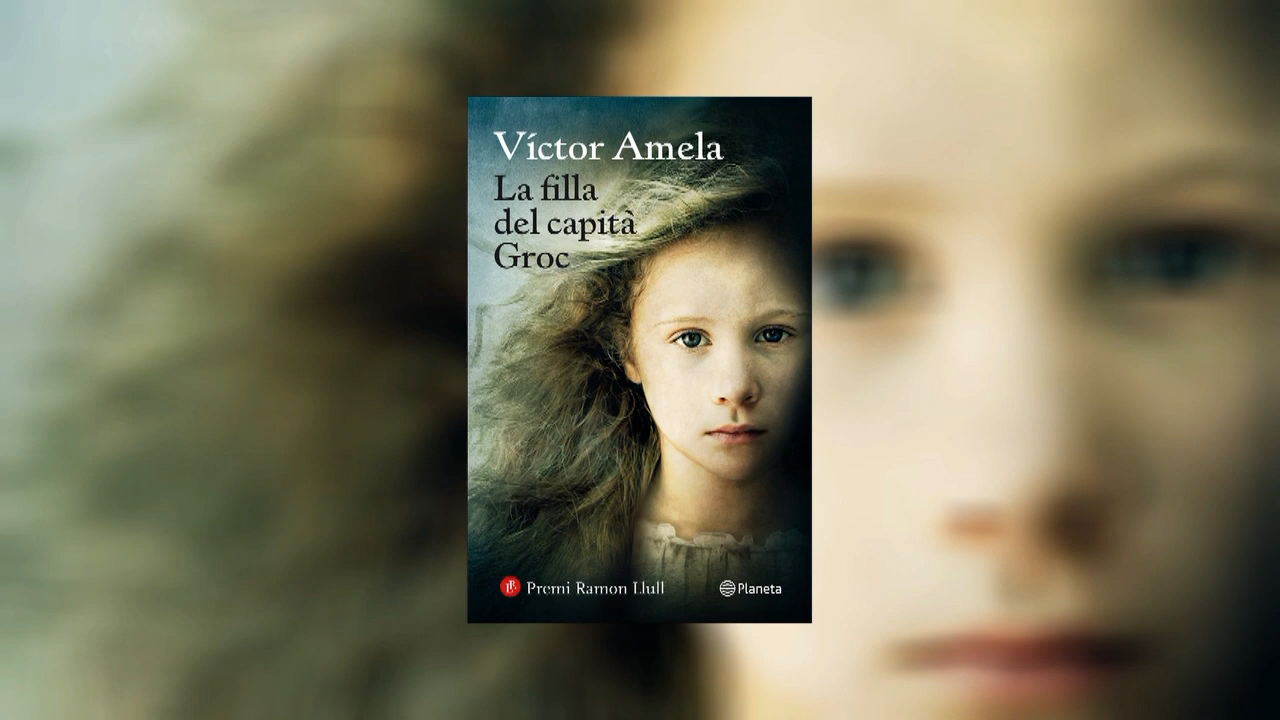 Víctor Amela
La filla
del capità
Groc
Premi Ramon Llull
Planeta